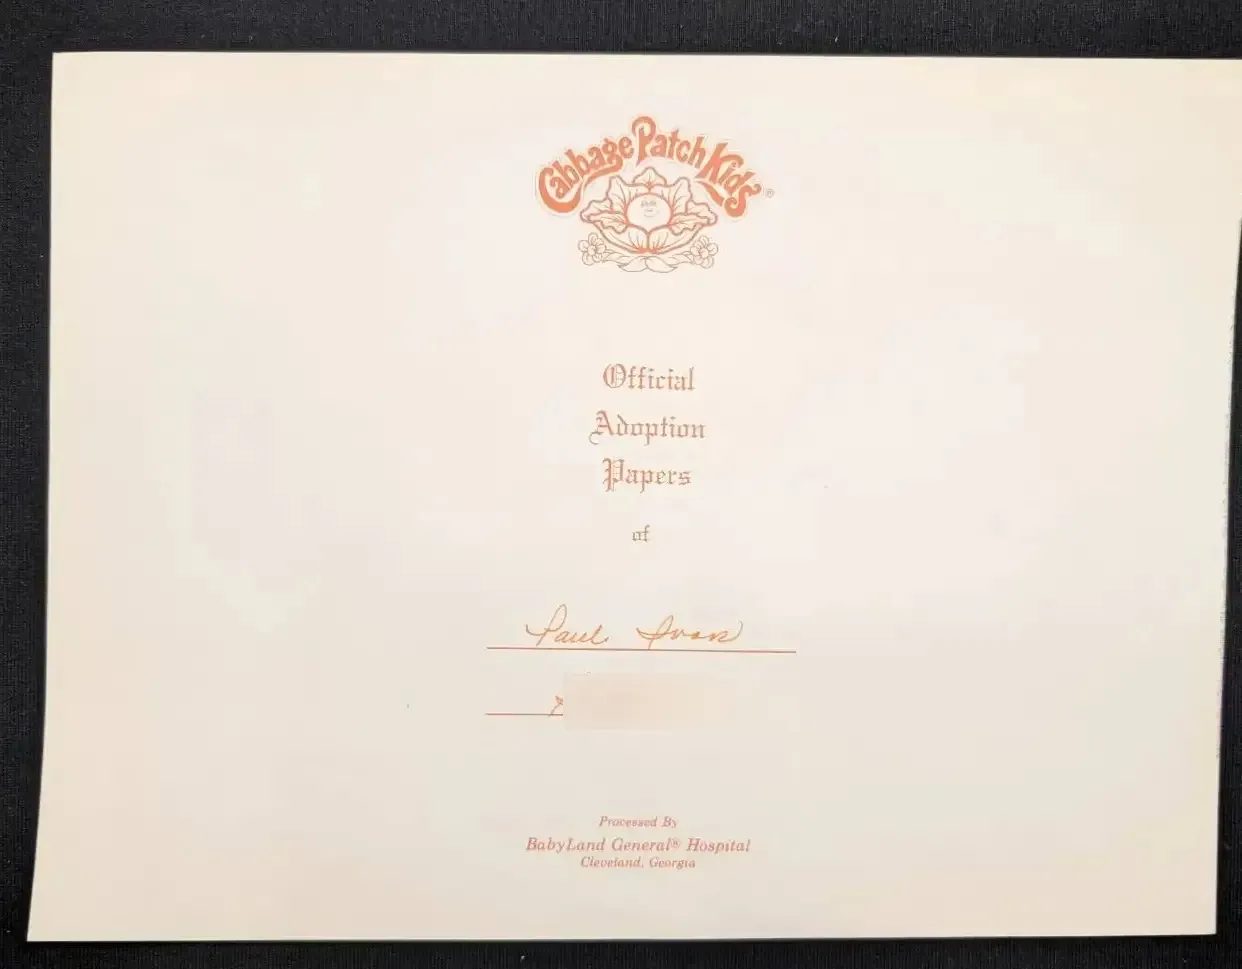 Cabbage Patch Kids®
Official
Adoption
Papers
of
Paul Ivan
Processed By
BabyLand General® Hospital
Cleveland, Georgia